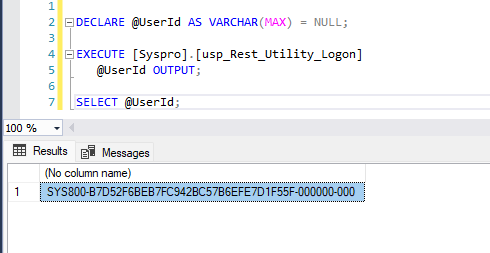 1
2 DECLARE @UserId AS VARCHAR(MAX) = NULL;
3
4 EXECUTE [Syspro].[usp_Rest_Utility_Logon]
5 @UserId OUTPUT;
6
7 SELECT @UserId;
100 %
Results Messages
(No column name)
1 SYS800-B7D52F6BEB7FC942BC57B6EFE7D1F55F-000000-000